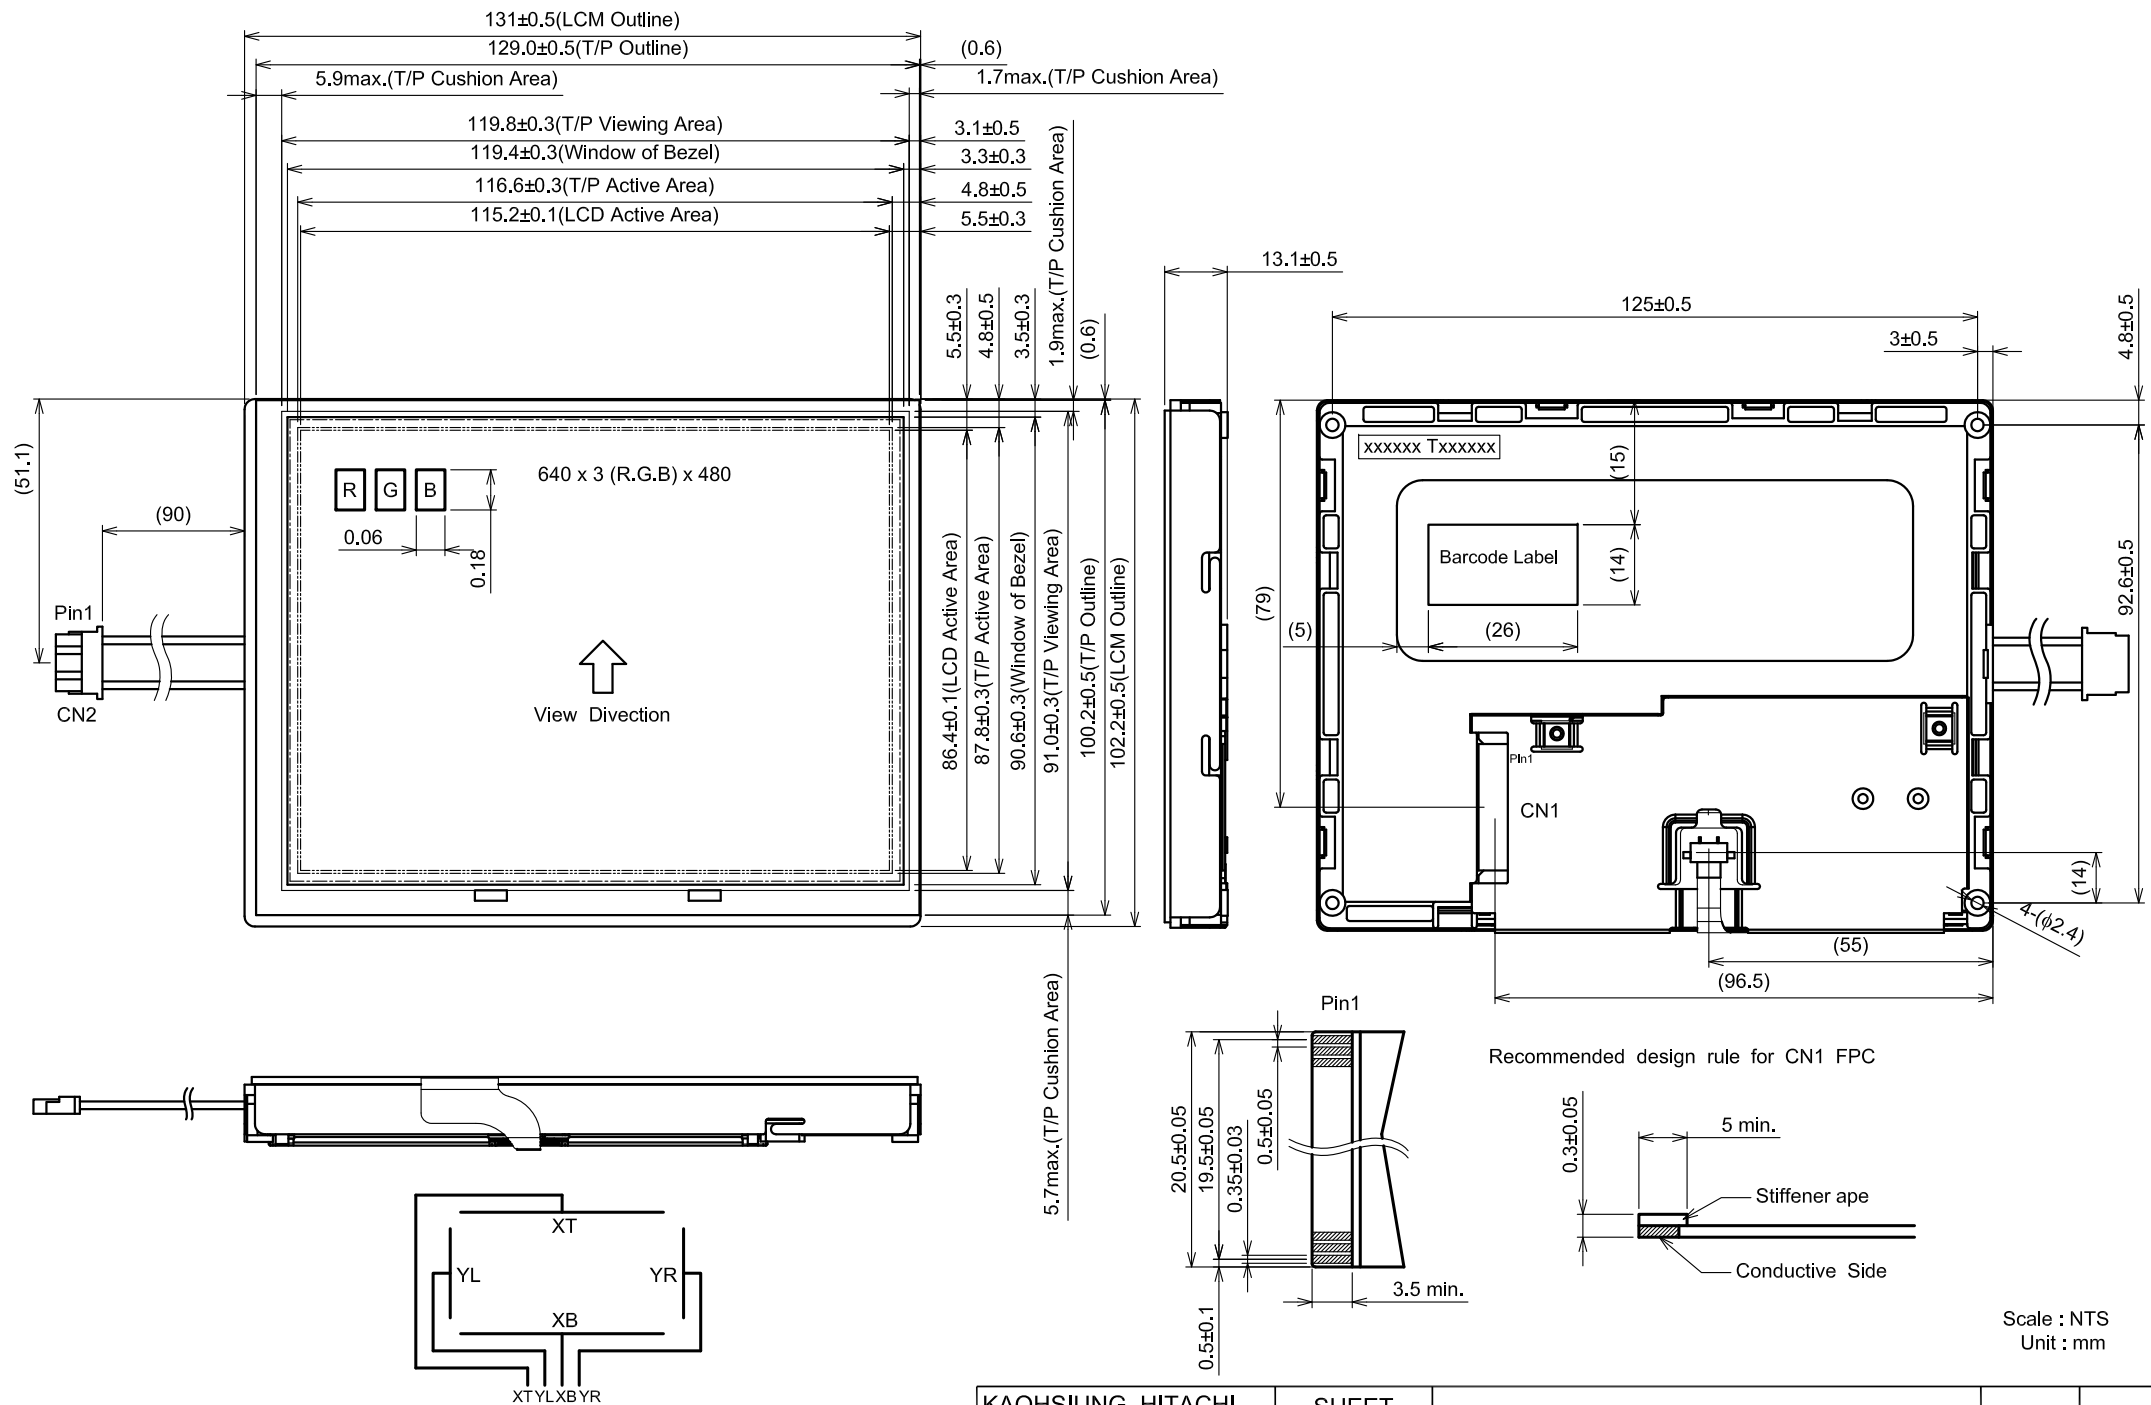 131±0.5(LCM Outline)
129.0±0.5(T/P Outline)
(0.6)
5.9max.(T/P Cushion Area)
1.7max.(T/P Cushion Area)
119.8±0.3(T/P Viewing Area)
3.1±0.5
119.4±0.3(Window of Bezel)
3.3±0.3
116.6±0.3(T/P Active Area)
4.8±0.5
115.2±0.1(LCD Active Area)
5.5±0.3
5.5±0.3
4.8±0.5
3.5±0.3
1.9max.(T/P Cushion Area)
(0.6)
(51.1)
(90)
Pin1
CN2
R
G
B
640 x 3 (R.G.B) x 480
0.06
0.18
View Divection
86.4±0.1(LCD Active Area)
87.8±0.3(T/P Active Area)
90.6±0.3(Window of Bezel)
91.0±0.3(T/P Viewing Area)
100.2±0.5(T/P Outline)
102.2±0.5(LCM Outline)
5.7max.(T/P Cushion Area)
13.1±0.5
125±0.5
3±0.5
4.8±0.5
xxxxxx Txxxxxx
(15)
Barcode Label
(14)
(79)
(5)
(26)
92.6±0.5
PIn1
CN1
(14)
4-(ϕ2.4)
(55)
(96.5)
XT
YL
YR
XB
XTYLXBYR
Pin1
20.5±0.05
19.5±0.05
0.35±0.03
0.5±0.05
0.5±0.1
3.5 min.
Recommended design rule for CN1 FPC
0.3±0.05
5 min.
Stiffener ape
Conductive Side
Scale : NTS
Unit : mm
KAOHSIUNG HITACHI
SHEET